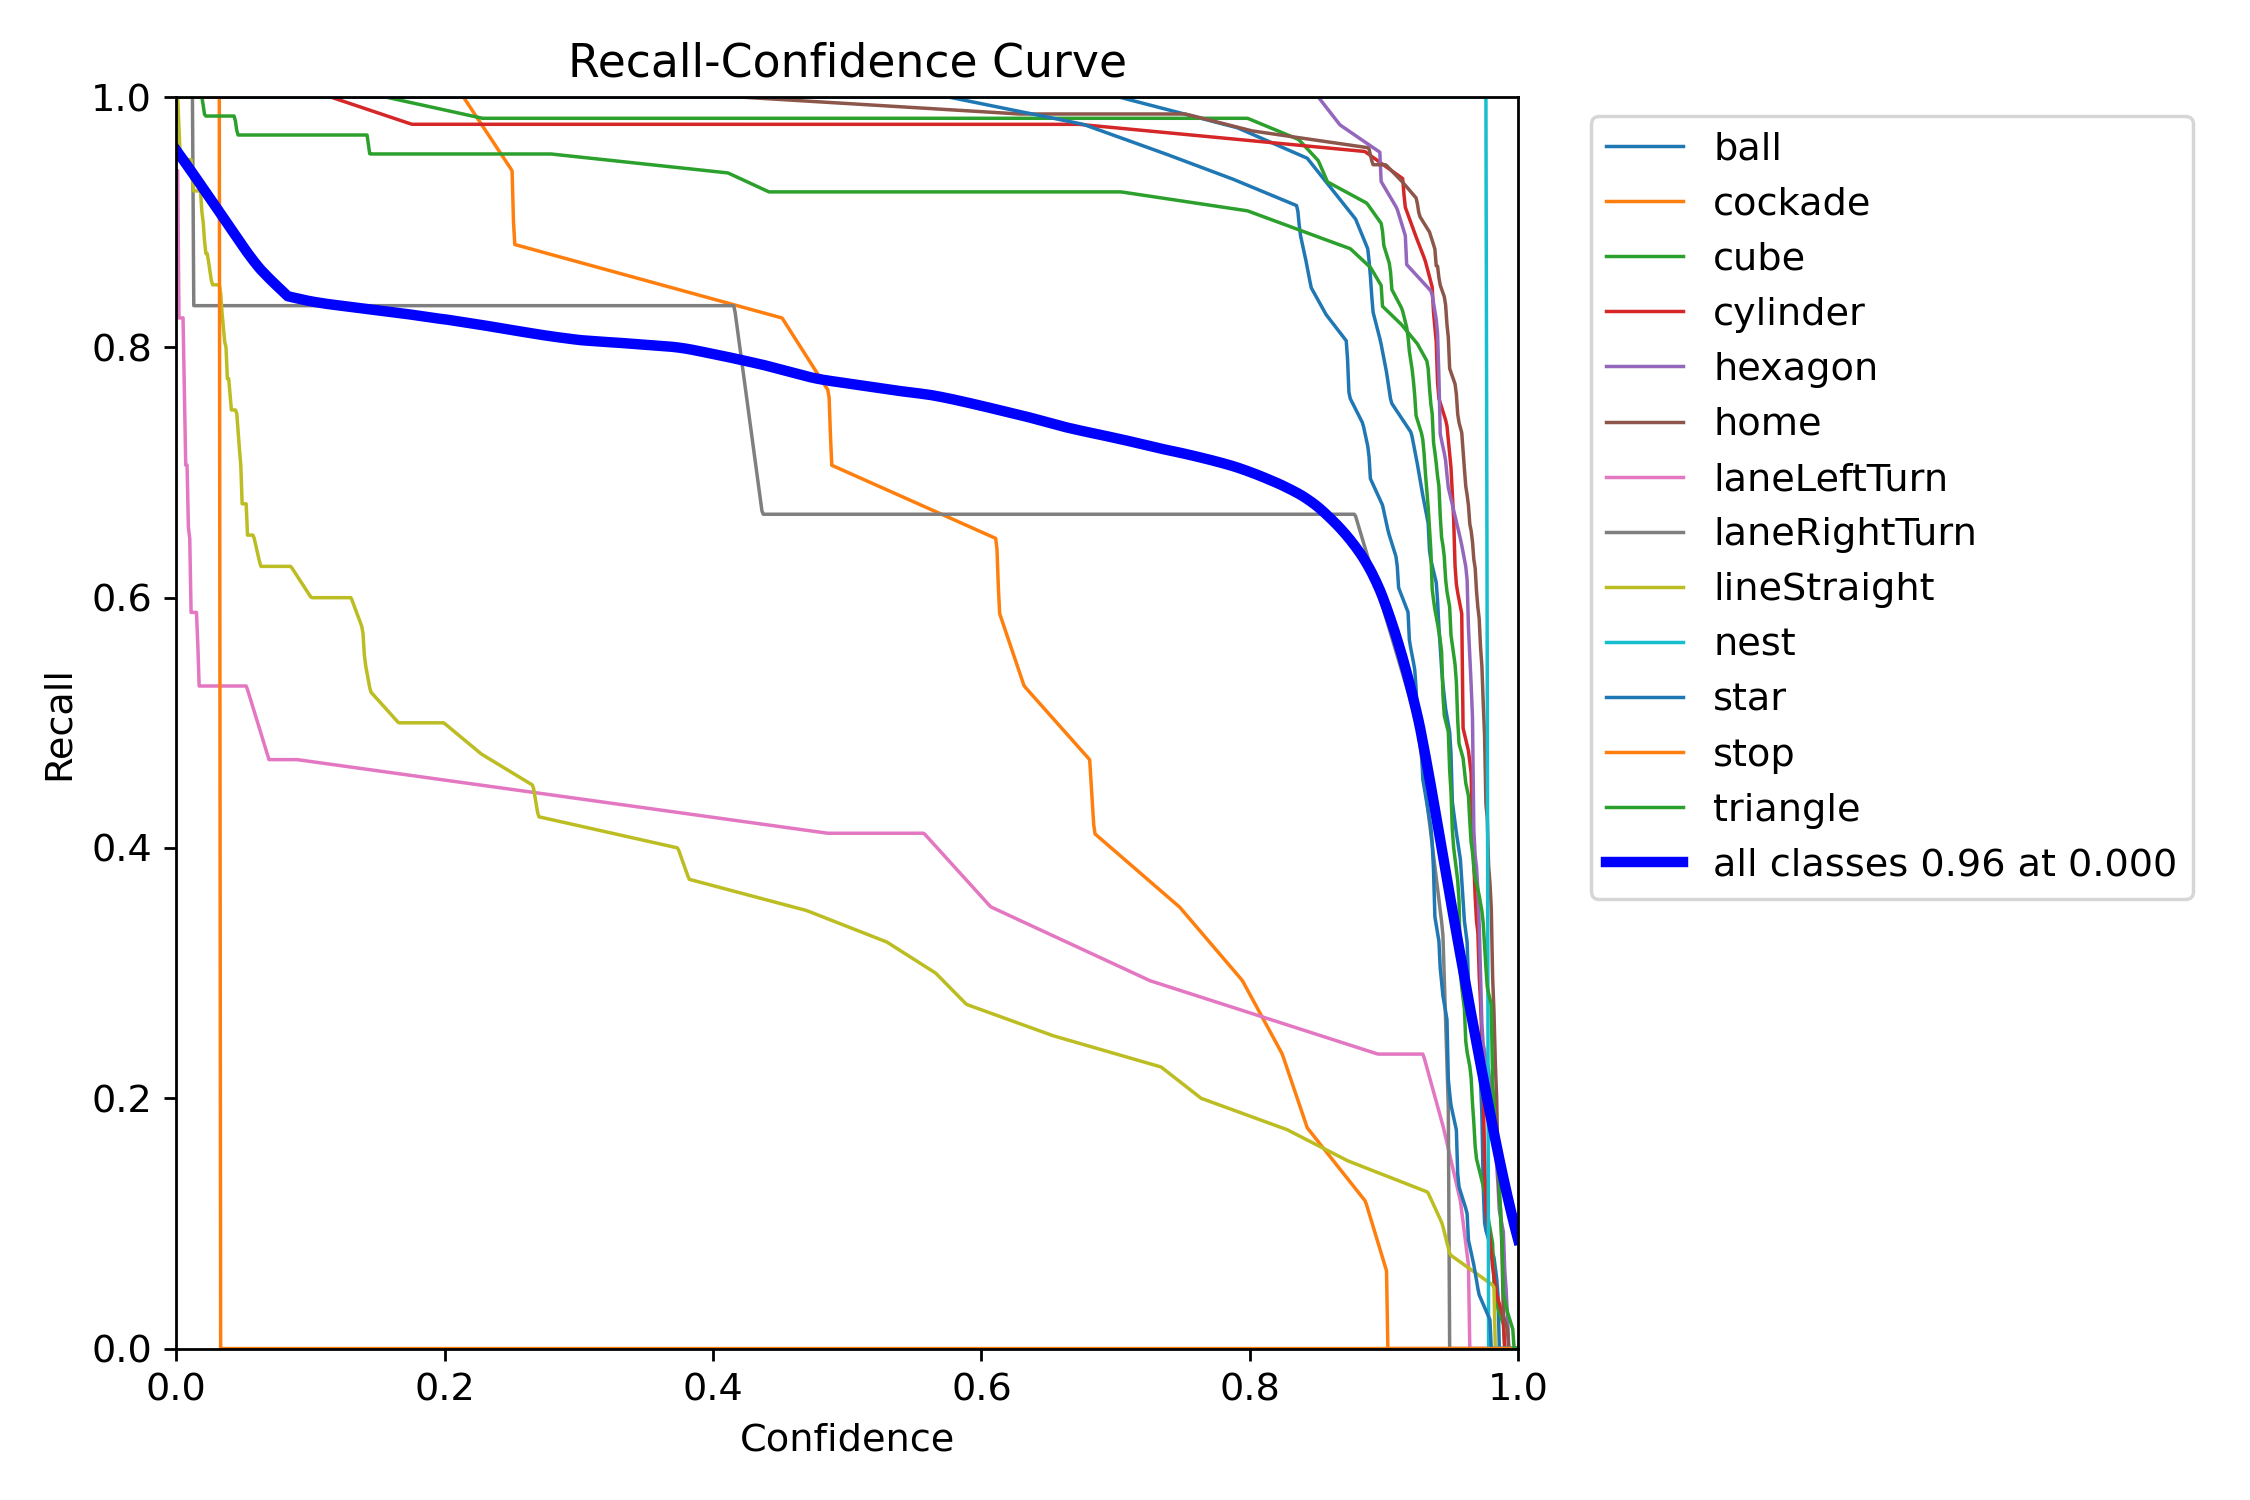 Recall-Confidence Curve
1.0
0.8
0.6
0.4
0.2
0.0
Recall
0.0 0.2 0.4 0.6 0.8 1.0
Confidence
ball
cockade
cube
cylinder
hexagon
home
laneLeftTurn
laneRightTurn
lineStraight
nest
star
stop
triangle
all classes 0.96 at 0.000